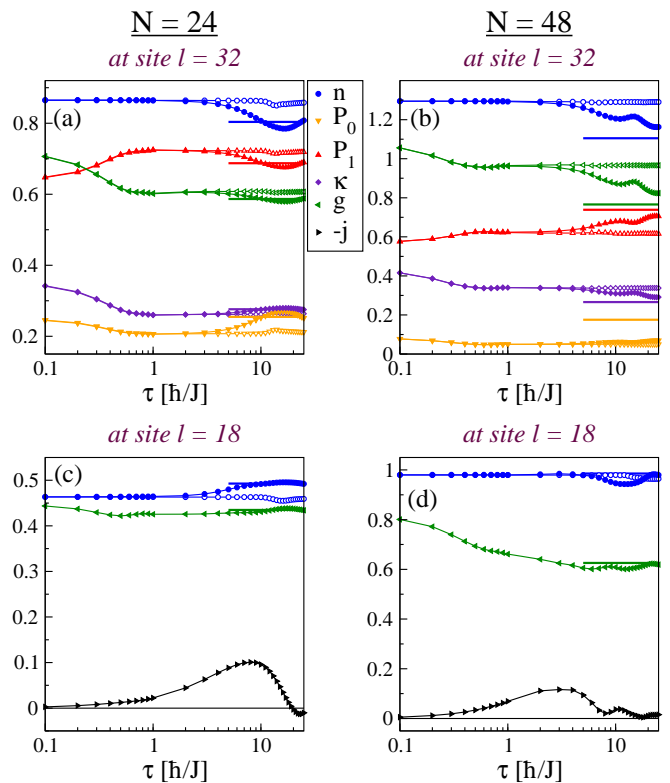 N = 24
N = 48
at site l = 32
at site l = 32
n
P_0
P_1
κ
g
-j
(a)
0.8
0.6
0.4
0.2
0.1
1
10
τ [ħ/J]
(b)
1.2
1
0.8
0.6
0.4
0.2
0
0.1
1
10
τ [ħ/J]
at site l = 18
at site l = 18
(c)
0.5
0.4
0.3
0.2
0.1
0
0.1
1
10
τ [ħ/J]
(d)
1
0.8
0.6
0.4
0.2
0
0.1
1
10
τ [ħ/J]